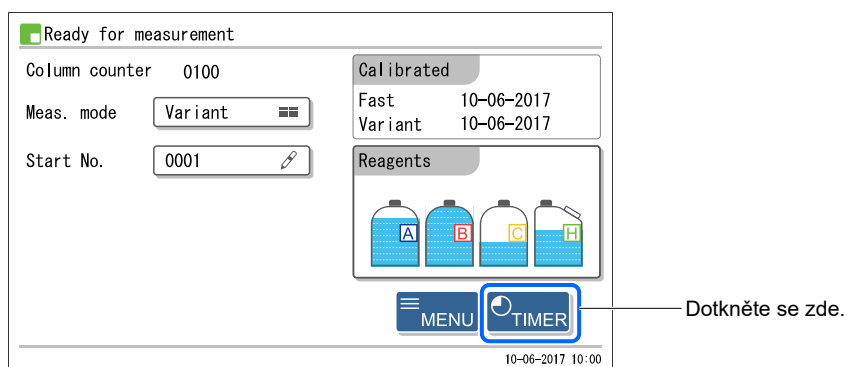 Ready for measurement
Column counter 0100
Meas. mode Variant
Start No. 0001
Calibrated
Fast 10-06-2017
Variant 10-06-2017
Reagents
A B C H
MENU TIMER
Dotkněte se zde.
10-06-2017 10:00